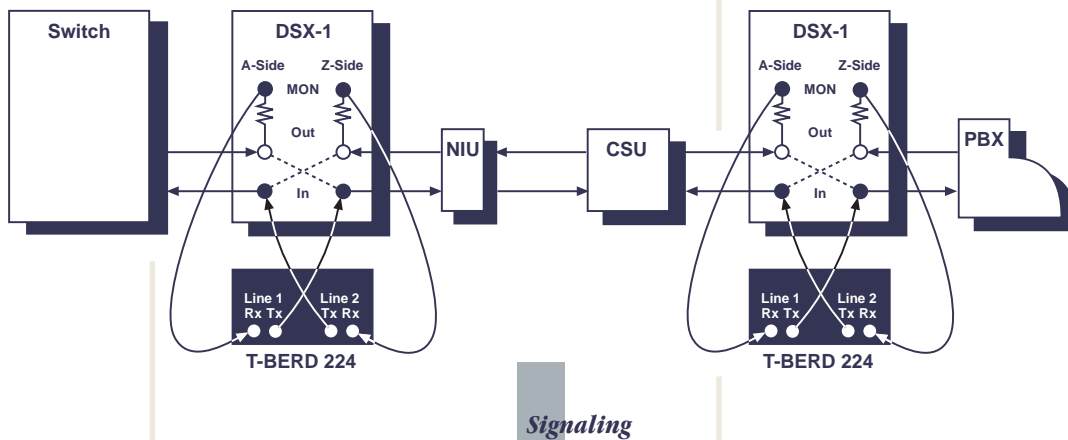 Switch
DSX-1
A-Side Z-Side
MON
Out
In
Line 1 Line 2
Rx Tx Tx Rx
T-BERD 224
NIU
CSU
DSX-1
A-Side Z-Side
MON
Out
In
Line 1 Line 2
Rx Tx Tx Rx
T-BERD 224
PBX
Signaling